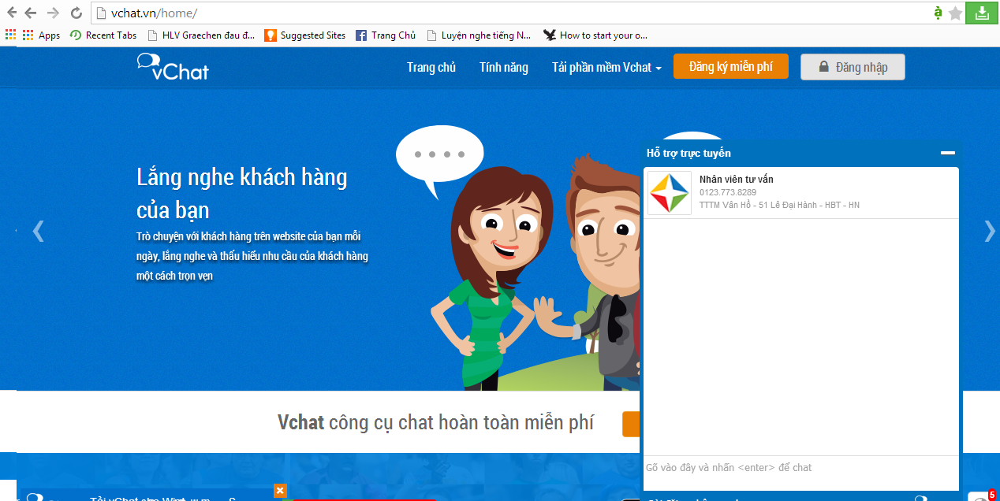 vchat.vn/home/
Apps Recent Tabs HLV Graechen đau đ... Suggested Sites Trang Chủ Luyện nghe tiếng N... How to start your o...
vChat
Trang chủ Tính năng Tải phần mềm Vchat Đăng ký miễn phí Đăng nhập
Lắng nghe khách hàng
của bạn
Trò chuyện với khách hàng trên website của bạn mỗi
ngày, lắng nghe và thấu hiểu nhu cầu của khách hàng
một cách trọn vẹn
Hỗ trợ trực tuyến
Nhân viên tư vấn
0123.773.8289
TTTM Vân Hồ - 51 Lê Đại Hành - HBT - HN
Vchat công cụ chat hoàn toàn miễn phí
Gõ vào đây và nhấn <enter> để chat
Tải vChat cho
5